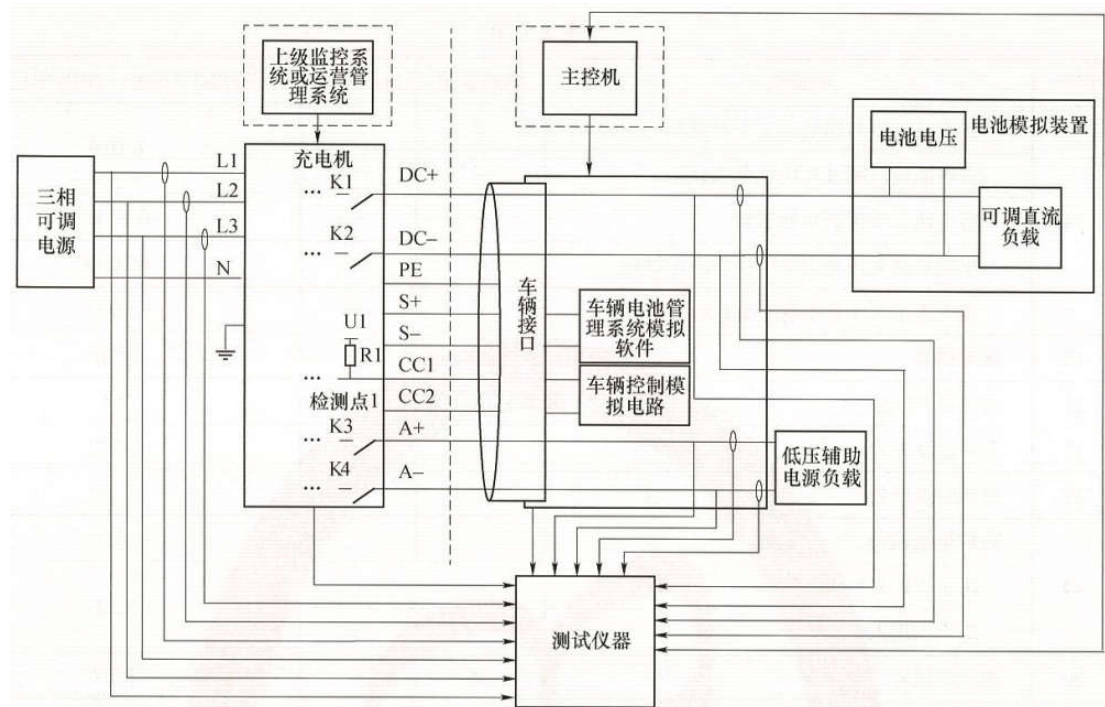 上级监控系
统或运营管
理系统
主控机
电池电压
电池模拟装置
可调直流
负载
三相
可调
电源
L1
L2
L3
N
充电机
K1
K2
U1
R1
检测点1
K3
K4
DC+
DC−
PE
S+
S−
CC1
CC2
A+
A−
车辆接口
车辆电池管
理系统模拟
软件
车辆控制模
拟电路
低压辅助
电源负载
测试仪器